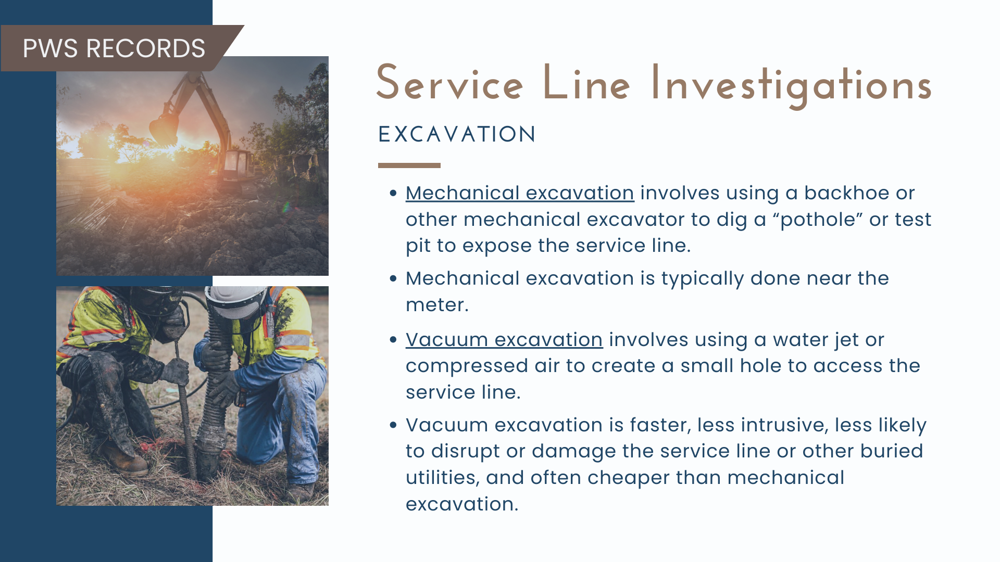 PWS RECORDS
Service Line Investigations
EXCAVATION
• Mechanical excavation involves using a backhoe or
other mechanical excavator to dig a “pothole” or test
pit to expose the service line.
• Mechanical excavation is typically done near the
meter.
• Vacuum excavation involves using a water jet or
compressed air to create a small hole to access the
service line.
• Vacuum excavation is faster, less intrusive, less likely
to disrupt or damage the service line or other buried
utilities, and often cheaper than mechanical
excavation.